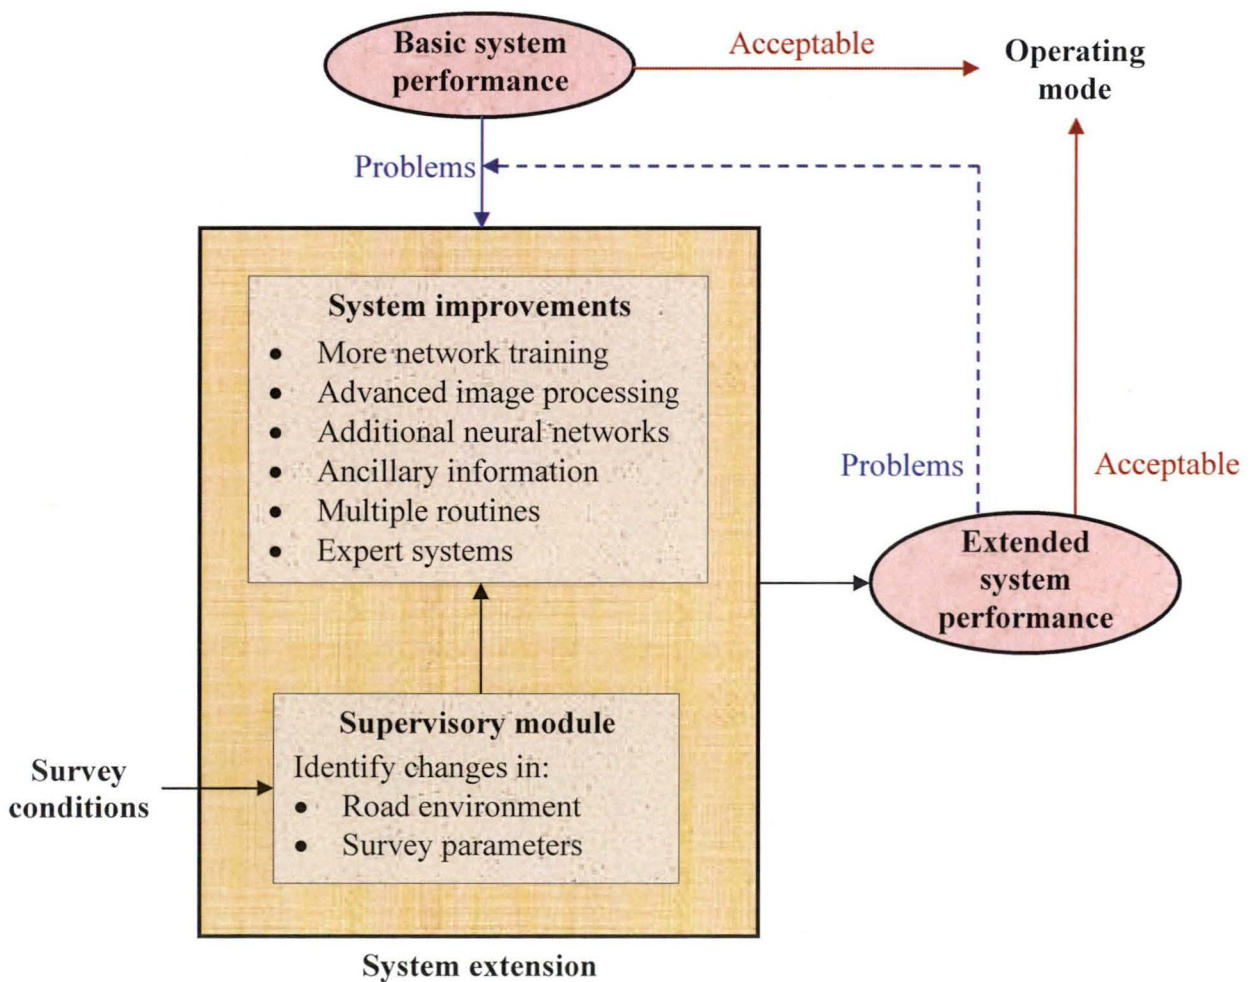 Basic system
performance
Acceptable
Operating
mode
Problems
System improvements
• More network training
• Advanced image processing
• Additional neural networks
• Ancillary information
• Multiple routines
• Expert systems
Problems
Acceptable
Extended
system
performance
Supervisory module
Identify changes in:
• Road environment
• Survey parameters
Survey
conditions
System extension